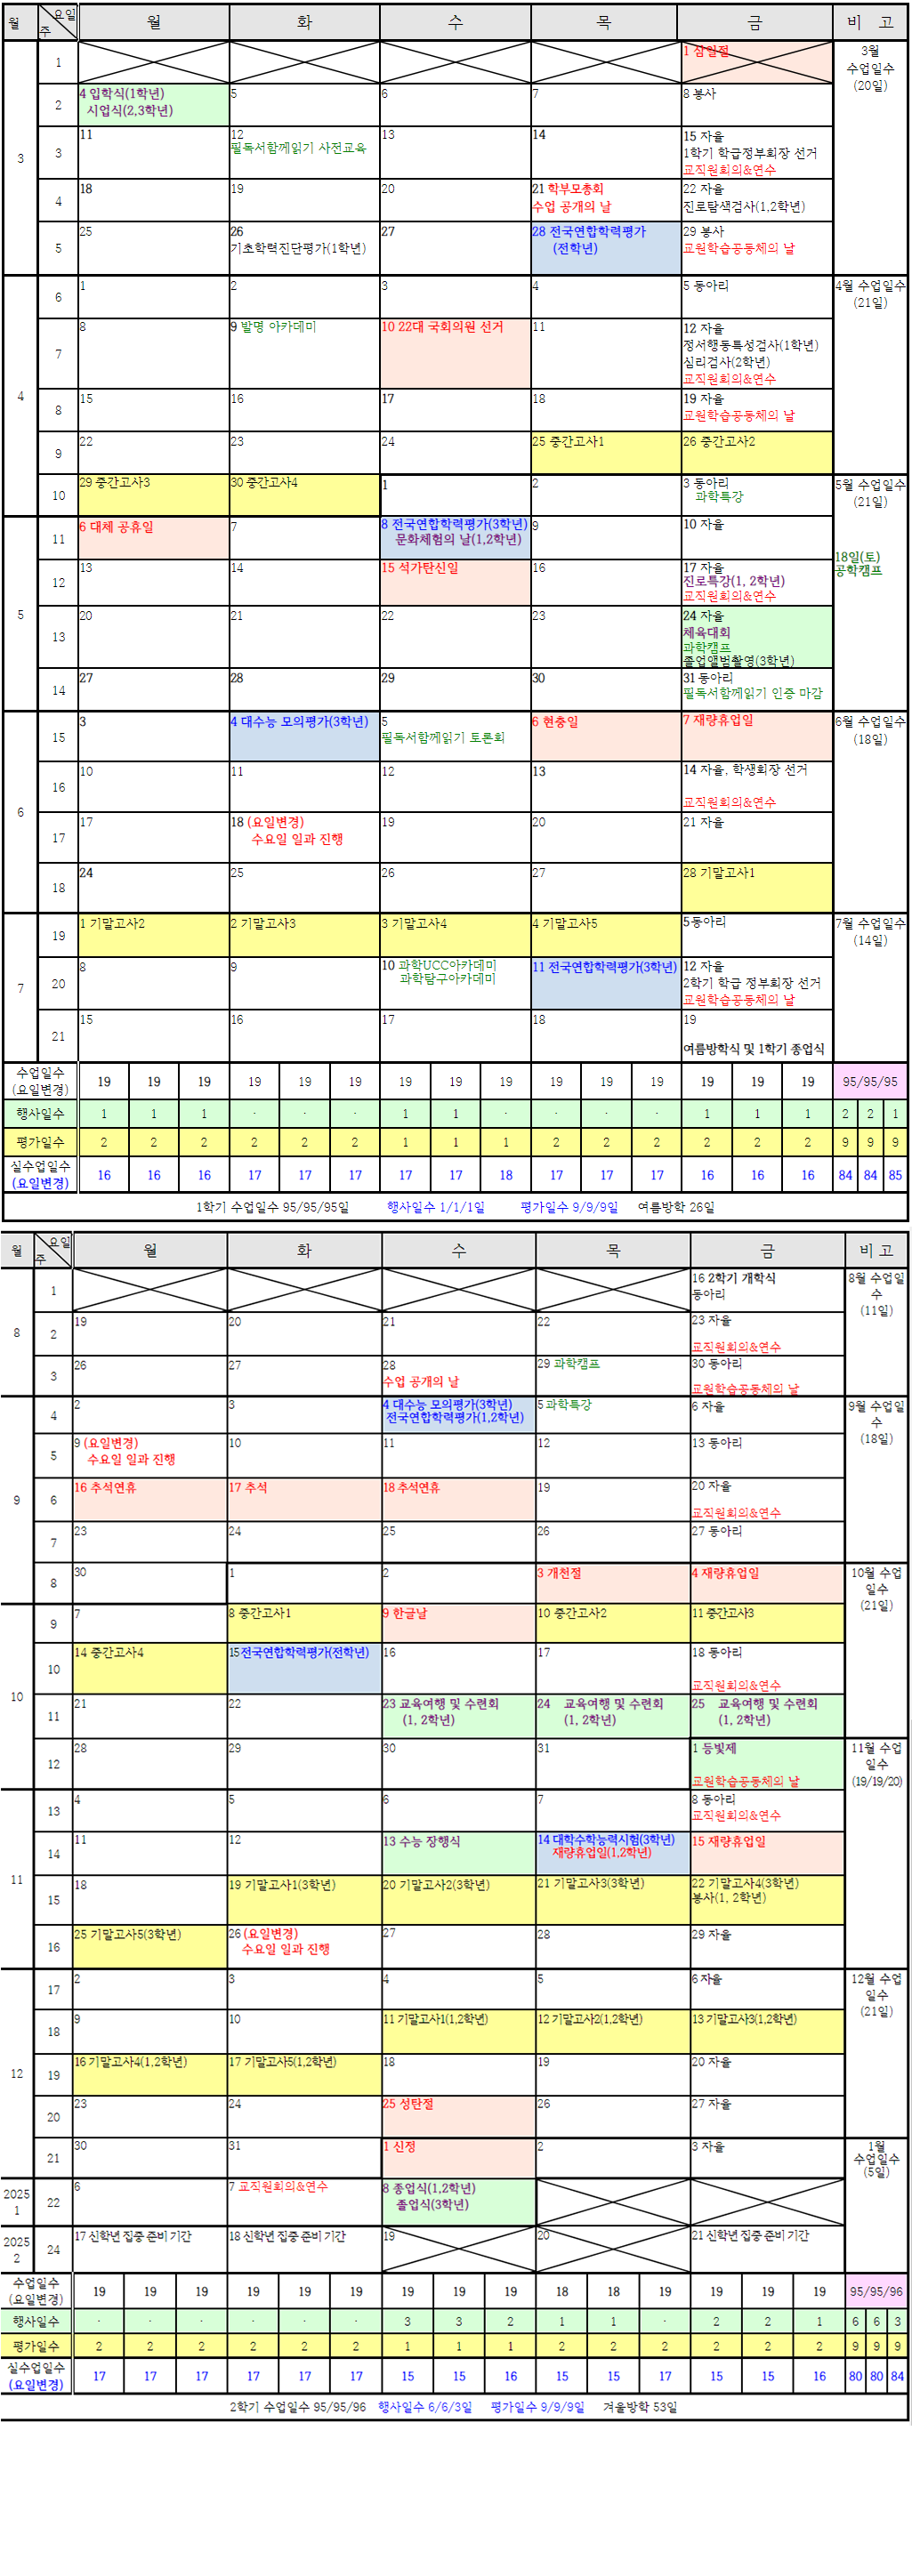 월 요일 주 월 화 수 목 금 비 고
3 1 1 삼일절 3월
수업일수
(20일)
2 4 입학식(1학년) 5 6 7 8 봉사
시업식(2,3학년)
3 11 12 13 14 15 자율
필독서함께읽기 사전교육 1학기 학급정부회장 선거
교직원회의&연수
4 18 19 20 21 학부모총회 22 자율
수업 공개의 날 진로탐색검사(1,2학년)
5 25 26 27 28 전국연합학력평가 29 봉사
기초학력진단평가(1학년) (전학년) 교원학습공동체의 날
4 6 1 2 3 4 5 동아리 4월 수업일수
(21일)
7 8 9 발명 아카데미 10 22대 국회의원 선거 11 12 자율
정서행동특성검사(1학년)
심리검사(2학년)
교직원회의&연수
8 15 16 17 18 19 자율
교원학습공동체의 날
9 22 23 24 25 중간고사1 26 중간고사2
10 29 중간고사3 30 중간고사4 1 2 3 동아리 5월 수업일수
과학특강 (21일)
5 11 6 대체 공휴일 7 8 전국연합학력평가(3학년) 9 10 자율
문화체험의 날(1,2학년)
18일(토)
공학캠프
12 13 14 15 석가탄신일 16 17 자율
진로특강(1, 2학년)
교직원회의&연수
13 20 21 22 23 24 자율
체육대회
과학캠프
졸업앨범촬영(3학년)
14 27 28 29 30 31 동아리
필독서함께읽기 인증 마감
6 15 3 4 대수능 모의평가(3학년) 5 6 현충일 7 재량휴업일 6월 수업일수
필독서함께읽기 토론회 (18일)
16 10 11 12 13 14 자율, 학생회장 선거
교직원회의&연수
17 17 18 (요일변경) 19 20 21 자율
수요일 일과 진행
18 24 25 26 27 28 기말고사1
7 19 1 기말고사2 2 기말고사3 3 기말고사4 4 기말고사5 5동아리 7월 수업일수
(14일)
20 8 9 10 과학UCC아카데미 11 전국연합학력평가(3학년) 12 자율
과학탐구아카데미 2학기 학급 정부회장 선거
교원학습공동체의 날
21 15 16 17 18 19
여름방학식 및 1학기 종업식
수업일수
(요일변경) 19 19 19 19 19 19 19 19 19 19 19 19 19 19 19 95/95/95
행사일수 1 1 1 · · · 1 1 · · · · 1 1 1 2 2 1
평가일수 2 2 2 2 2 2 1 1 1 2 2 2 2 2 2 9 9 9
실수업일수
(요일변경) 16 16 16 17 17 17 17 17 18 17 17 17 16 16 16 84 84 85
1학기 수업일수 95/95/95일 행사일수 1/1/1일 평가일수 9/9/9일 여름방학 26일
월 요일 주 월 화 수 목 금 비 고
8 1 16 2학기 개학식 8월 수업일
동아리 수
(11일)
2 19 20 21 22 23 자율
교직원회의&연수
3 26 27 28 29 과학캠프 30 동아리
수업 공개의 날 교원학습공동체의 날
9 4 2 3 4 대수능 모의평가(3학년) 5 과학특강 6 자율 9월 수업일
전국연합학력평가(1,2학년) 수
(18일)
5 9 (요일변경) 10 11 12 13 동아리
수요일 일과 진행
6 16 추석연휴 17 추석 18 추석연휴 19 20 자율
교직원회의&연수
7 23 24 25 26 27 동아리
8 30 1 2 3 개천절 4 재량휴업일 10월 수업
일수
(21일)
10 9 7 8 중간고사1 9 한글날 10 중간고사2 11 중간고사3
10 14 중간고사4 15전국연합학력평가(전학년) 16 17 18 동아리
교직원회의&연수
11 21 22 23 교육여행 및 수련회 24 교육여행 및 수련회 25 교육여행 및 수련회
(1, 2학년) (1, 2학년) (1, 2학년)
12 28 29 30 31 1 등빛제 11월 수업
일수
교원학습공동체의 날 (19/19/20)
11 13 4 5 6 7 8 동아리
교직원회의&연수
14 11 12 13 수능 장행식 14 대학수학능력시험(3학년) 15 재량휴업일
재량휴업일(1,2학년)
15 18 19 기말고사1(3학년) 20 기말고사2(3학년) 21 기말고사3(3학년) 22 기말고사4(3학년)
봉사(1, 2학년)
16 25 기말고사5(3학년) 26 (요일변경) 27 28 29 자율
수요일 일과 진행
12 17 2 3 4 5 6 자율 12월 수업
일수
(21일)
18 9 10 11 기말고사1(1,2학년) 12 기말고사2(1,2학년) 13 기말고사3(1,2학년)
19 16 기말고사4(1,2학년) 17 기말고사5(1,2학년) 18 19 20 자율
20 23 24 25 성탄절 26 27 자율
21 30 31 1 신정 2 3 자율 1월
수업일수
(5일)
2025
1 22 6 7 교직원회의&연수 8 종업식(1,2학년)
졸업식(3학년)
2025
2 24 17 신학년 집중 준비 기간 18 신학년 집중 준비 기간 19 20 21 신학년 집중 준비 기간
수업일수
(요일변경) 19 19 19 19 19 19 19 19 19 18 18 19 19 19 19 95/95/96
행사일수 · · · · · · 3 3 2 1 1 · 2 2 1 6 6 3
평가일수 2 2 2 2 2 2 1 1 1 2 2 2 2 2 2 9 9 9
실수업일수
(요일변경) 17 17 17 17 17 17 15 15 16 15 15 17 15 15 16 80 80 84
2학기 수업일수 95/95/96 행사일수 6/6/3일 평가일수 9/9/9일 겨울방학 53일